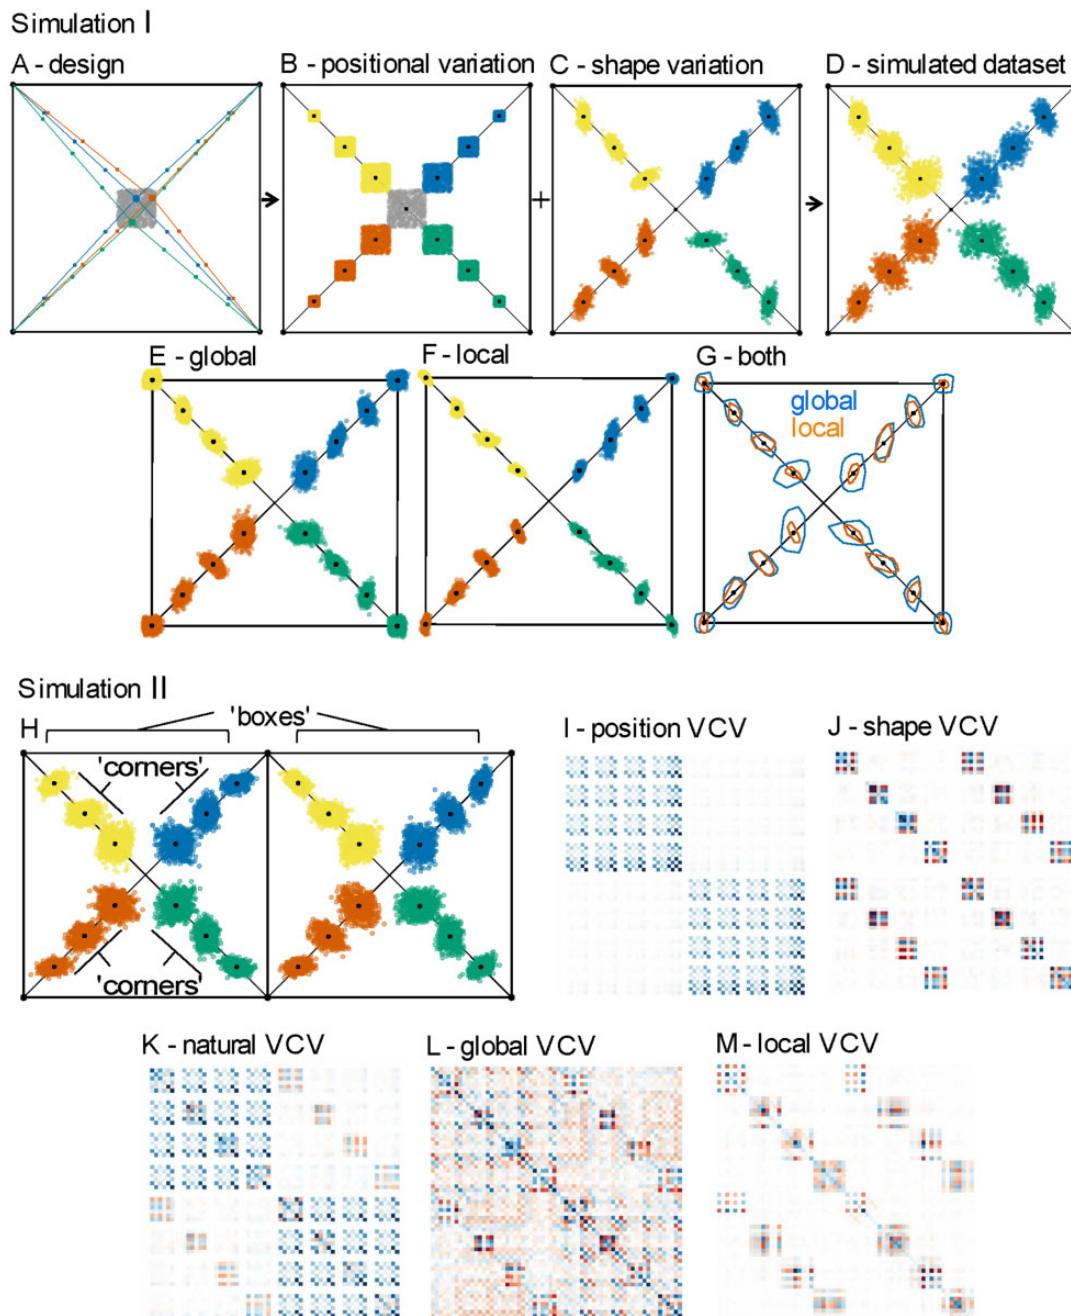 Simulation I
A - design
B - positional variation
C - shape variation
D - simulated dataset
+
E - global
F - local
G - both
global
local
Simulation II
H
'boxes'
'corners'
'corners'
I - position VCV
J - shape VCV
K - natural VCV
L - global VCV
M - local VCV